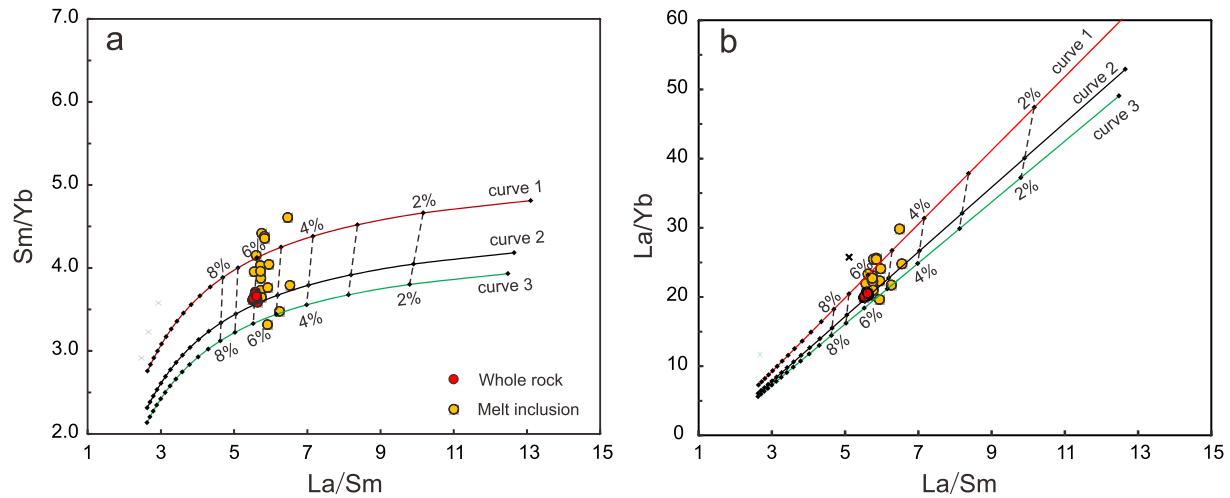 a
7.0
6.0
5.0
4.0
3.0
2.0
Sm/Yb
1 3 5 7 9 11 13 15
La/Sm
curve 1
curve 2
curve 3
8%
6%
4%
2%
8%
6%
4%
2%
Whole rock
Melt inclusion
b
60
50
40
30
20
10
0
La/Yb
1 3 5 7 9 11 13 15
La/Sm
curve 1
curve 2
curve 3
2%
4%
6%
8%
2%
4%
6%
8%